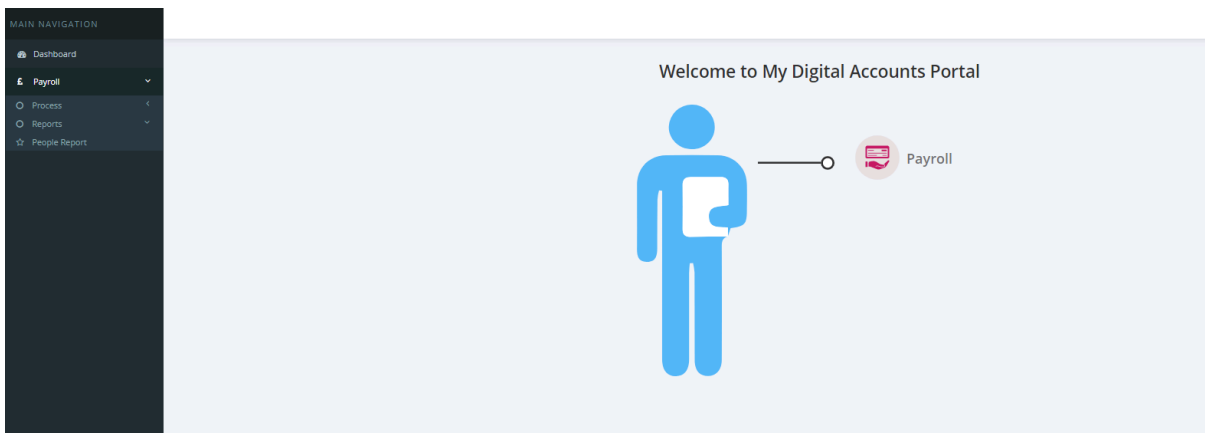 MAIN NAVIGATION
Dashboard
£ Payroll
Process
Reports
People Report
Welcome to My Digital Accounts Portal
Payroll